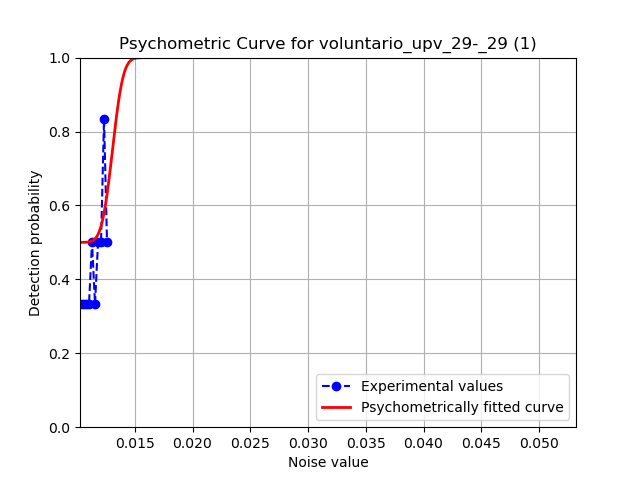 Psychometric Curve for voluntario_upv_29-_29 (1)
1.0
0.8
0.6
0.4
0.2
0.0
Detection probability
0.015 0.020 0.025 0.030 0.035 0.040 0.045 0.050
Noise value
Experimental values
Psychometrically fitted curve